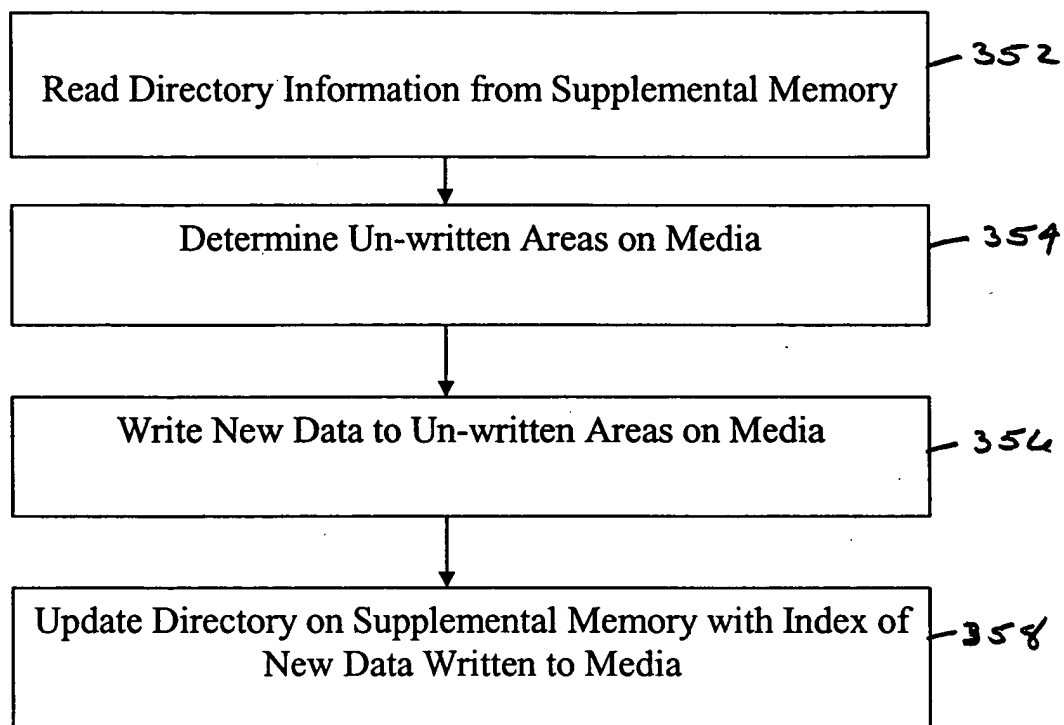 Read Directory Information from Supplemental Memory
352
Determine Un-written Areas on Media
354
Write New Data to Un-written Areas on Media
356
Update Directory on Supplemental Memory with Index of
New Data Written to Media
358